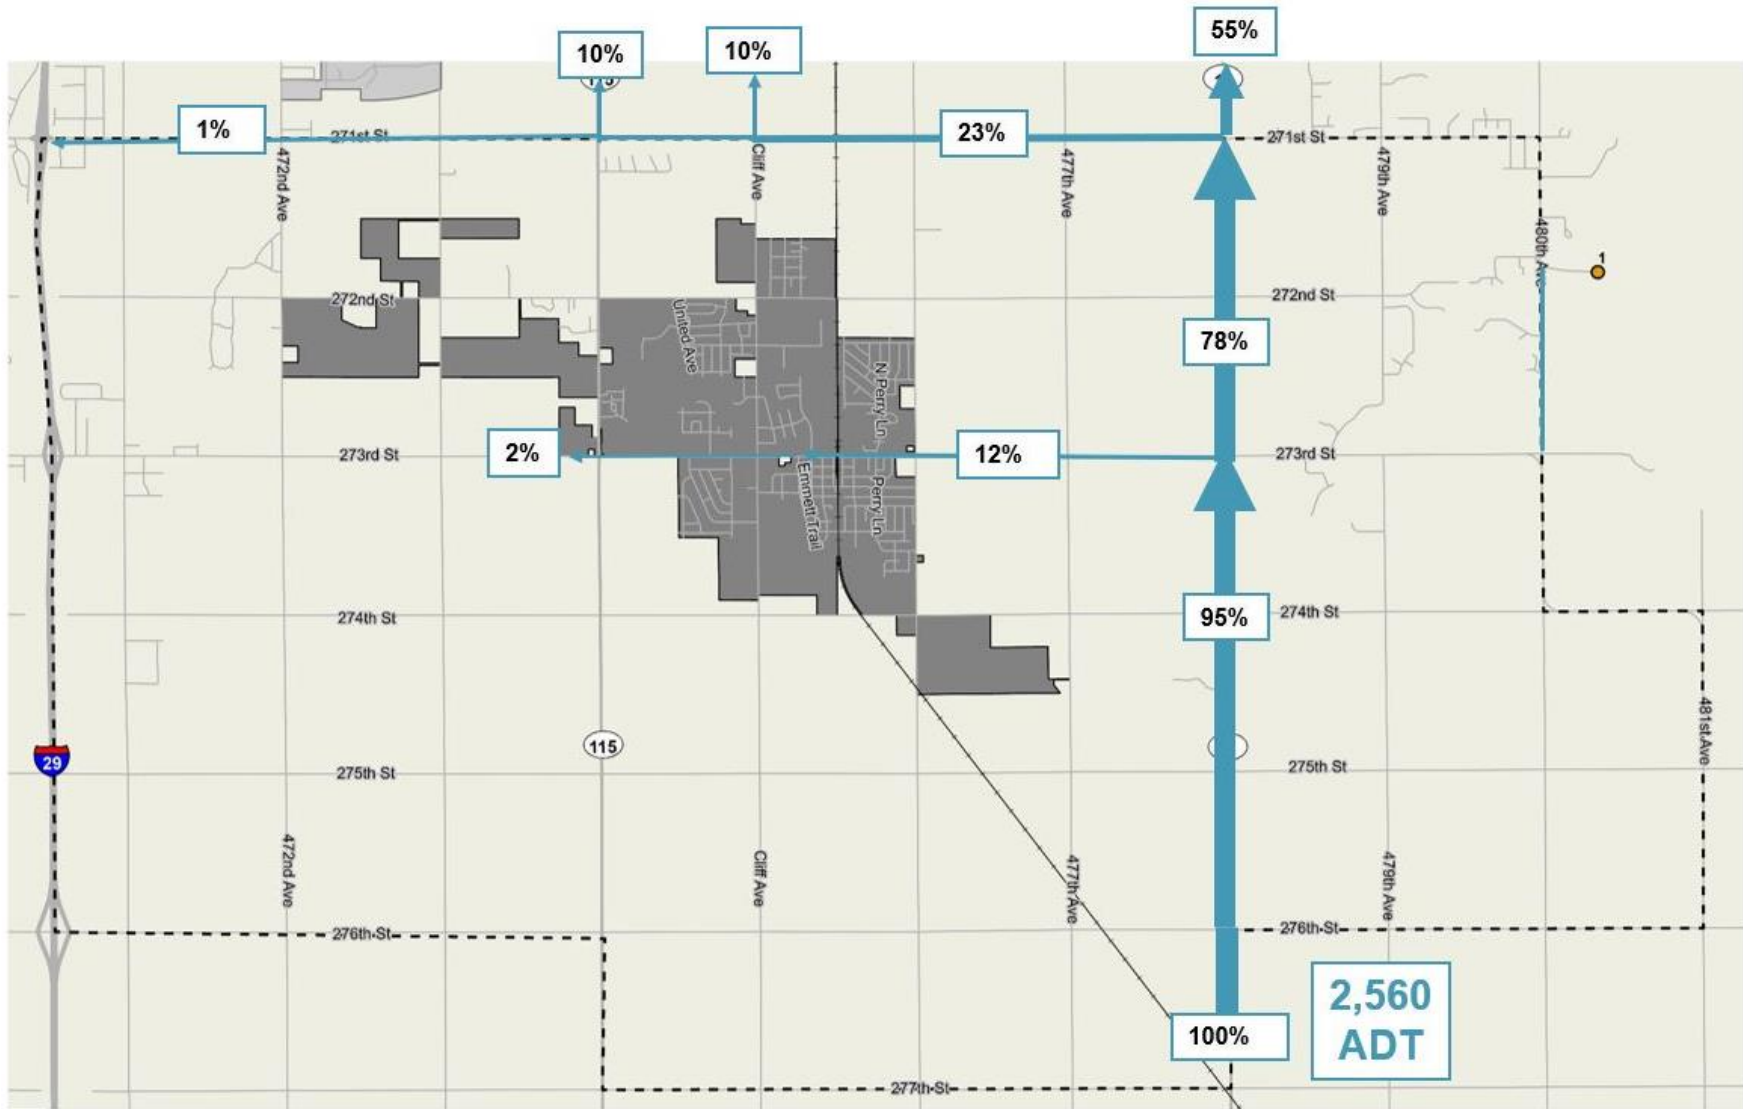 55%
10%
10%
1%
271st St
23%
271st St
472nd Ave
Cliff Ave
477th Ave
479th Ave
480th Ave
1
272nd St
272nd St
United Ave
78%
N Perry Ln
2%
273rd St
12%
273rd St
Emmett Trail
Perry Ln
274th St
95%
274th St
481st Ave
115
29
275th St
275th St
472nd Ave
Cliff Ave
477th Ave
479th Ave
276th St
276th St
2,560
ADT
100%
277th St